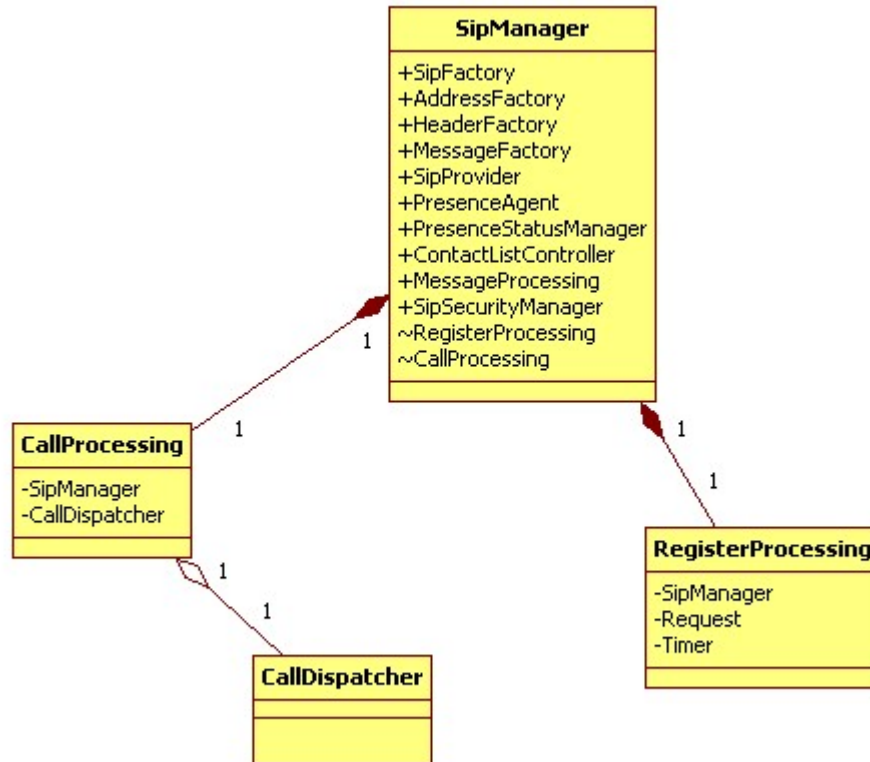 SipManager
+SipFactory
+AddressFactory
+HeaderFactory
+MessageFactory
+SipProvider
+PresenceAgent
+PresenceStatusManager
+ContactListController
+MessageProcessing
+SipSecurityManager
~RegisterProcessing
~CallProcessing
1
1
1
1
CallProcessing
-SipManager
-CallDispatcher
1
1
RegisterProcessing
-SipManager
-Request
-Timer
CallDispatcher